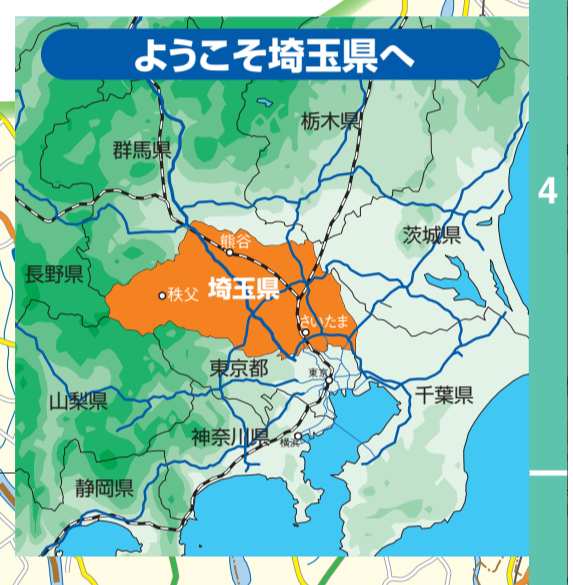 ようこそ埼玉県へ
栃木県
群馬県
4
茨城県
熊谷
長野県
埼玉県
秩父
さいたま
東京都
東京
千葉県
山梨県
神奈川県
横浜
静岡県